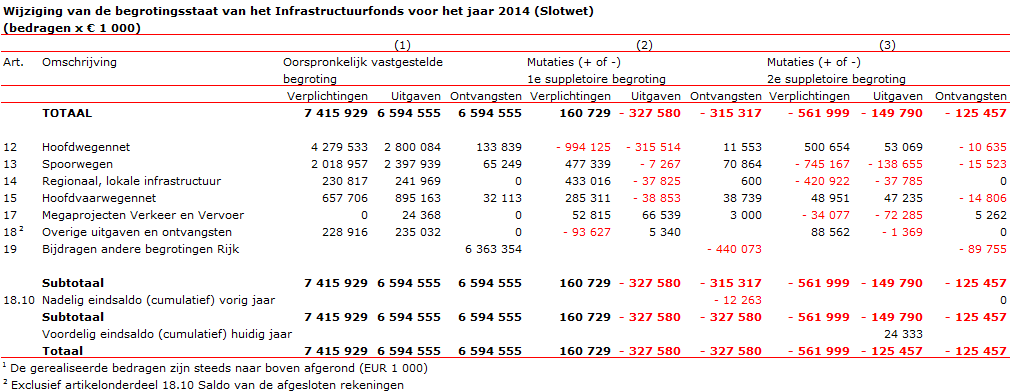 Wijziging van de begrotingsstaat van het Infrastructuurfonds voor het jaar 2014 (Slotwet)
(bedragen x € 1 000)
(1) (2) (3)
Art. Omschrijving Oorspronkelijk vastgestelde Mutaties (+ of -) Mutaties (+ of -)
begroting 1e suppletoire begroting 2e suppletoire begroting
Verplichtingen Uitgaven Ontvangsten Verplichtingen Uitgaven Ontvangsten Verplichtingen Uitgaven Ontvangsten
TOTAAL 7 415 929 6 594 555 6 594 555 160 729 - 327 580 - 315 317 - 561 999 - 149 790 - 125 457
12 Hoofdwegennet 4 279 533 2 800 084 133 839 - 994 125 - 315 514 11 553 500 654 53 069 - 10 635
13 Spoorwegen 2 018 957 2 397 939 65 249 477 339 - 7 267 70 864 - 745 167 - 138 655 - 15 523
14 Regionaal, lokale infrastructuur 230 817 241 969 0 433 016 - 37 825 600 - 420 922 - 37 785 0
15 Hoofdvaarwegennet 657 706 895 163 32 113 285 311 - 38 853 38 739 48 951 47 235 - 14 806
17 Megaprojecten Verkeer en Vervoer 0 24 368 0 52 815 66 539 3 000 - 34 077 - 72 285 5 262
18 2 Overige uitgaven en ontvangsten 228 916 235 032 0 - 93 627 5 340 88 562 - 1 369 0
19 Bijdragen andere begrotingen Rijk 6 363 354 - 440 073 - 89 755
Subtotaal 7 415 929 6 594 555 6 594 555 160 729 - 327 580 - 315 317 - 561 999 - 149 790 - 125 457
18.10 Nadelig eindsaldo (cumulatief) vorig jaar - 12 263 0
Subtotaal 7 415 929 6 594 555 6 594 555 160 729 - 327 580 - 327 580 - 561 999 - 149 790 - 125 457
Voordelig eindsaldo (cumulatief) huidig jaar 24 333
Totaal 7 415 929 6 594 555 6 594 555 160 729 - 327 580 - 327 580 - 561 999 - 125 457 - 125 457
1 De gerealiseerde bedragen zijn steeds naar boven afgerond (EUR 1 000)
2 Exclusief artikelonderdeel 18.10 Saldo van de afgesloten rekeningen